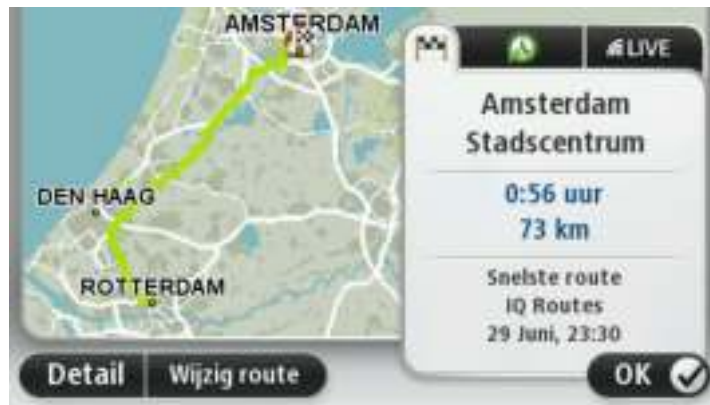 AMSTERDAM
DEN HAAG
ROTTERDAM
LIVE
Amsterdam
Stadscentrum
0:56 uur
73 km
Snelste route
IQ Routes
29 Juni, 23:30
Detail
Wijzig route
OK